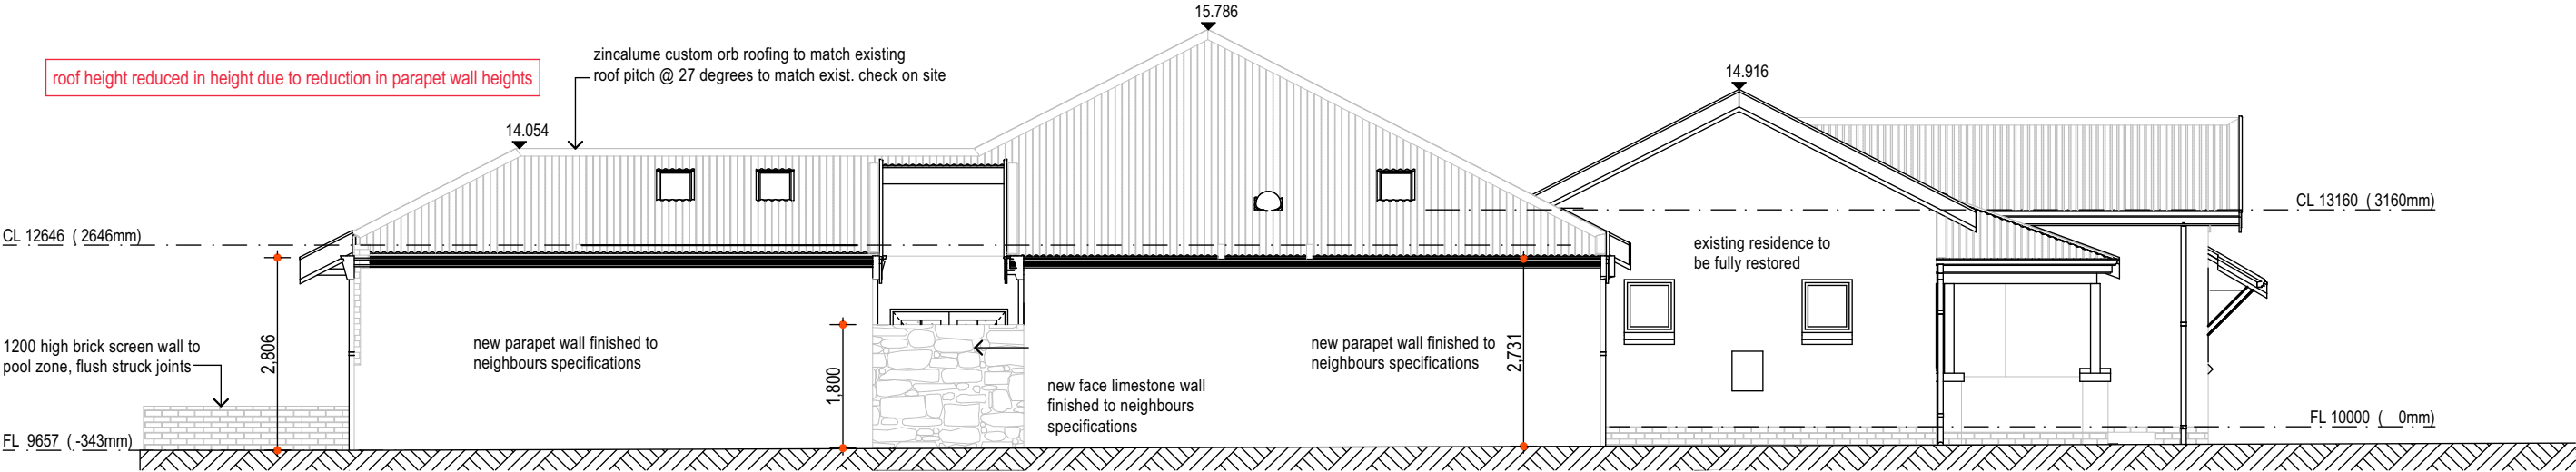 15.786
roof height reduced in height due to reduction in parapet wall heights
zincalume custom orb roofing to match existing
roof pitch @ 27 degrees to match exist. check on site
14.916
14.054
CL 13160 ( 3160mm)
CL 12646 ( 2646mm)
existing residence to
be fully restored
1200 high brick screen wall to
pool zone, flush struck joints
2,806
new parapet wall finished to
neighbours specifications
1,800
new face limestone wall
finished to neighbours
specifications
new parapet wall finished to
neighbours specifications
2,731
FL 10000 ( 0mm)
FL 9657 ( -343mm)